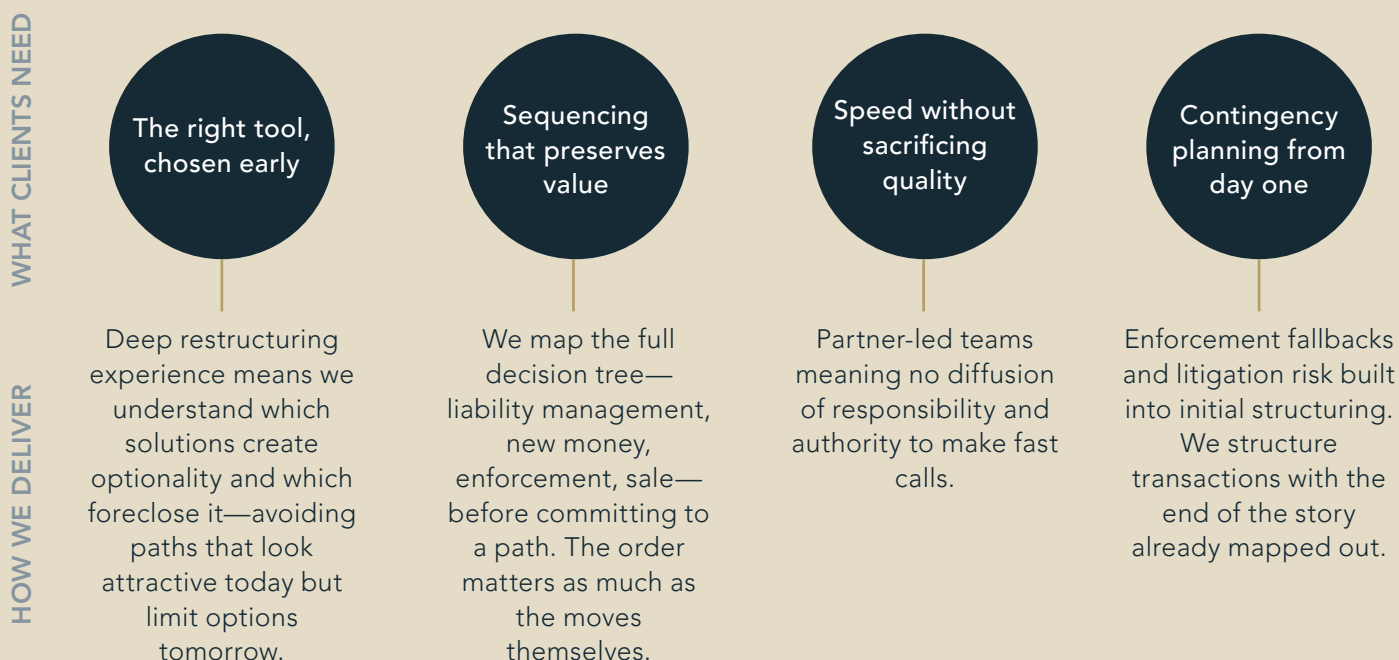 WHAT CLIENTS NEED
The right tool,
chosen early
Sequencing
that preserves
value
Speed without
sacrificing
quality
Contingency
planning from
day one
HOW WE DELIVER
Deep restructuring
experience means we
understand which
solutions create
optionality and which
foreclose it—avoiding
paths that look
attractive today but
limit options
tomorrow.
We map the full
decision tree—
liability management,
new money,
enforcement, sale—
before committing to
a path. The order
matters as much as
the moves
themselves.
Partner-led teams
meaning no diffusion
of responsibility and
authority to make fast
calls.
Enforcement fallbacks
and litigation risk built
into initial structuring.
We structure
transactions with the
end of the story
already mapped out.